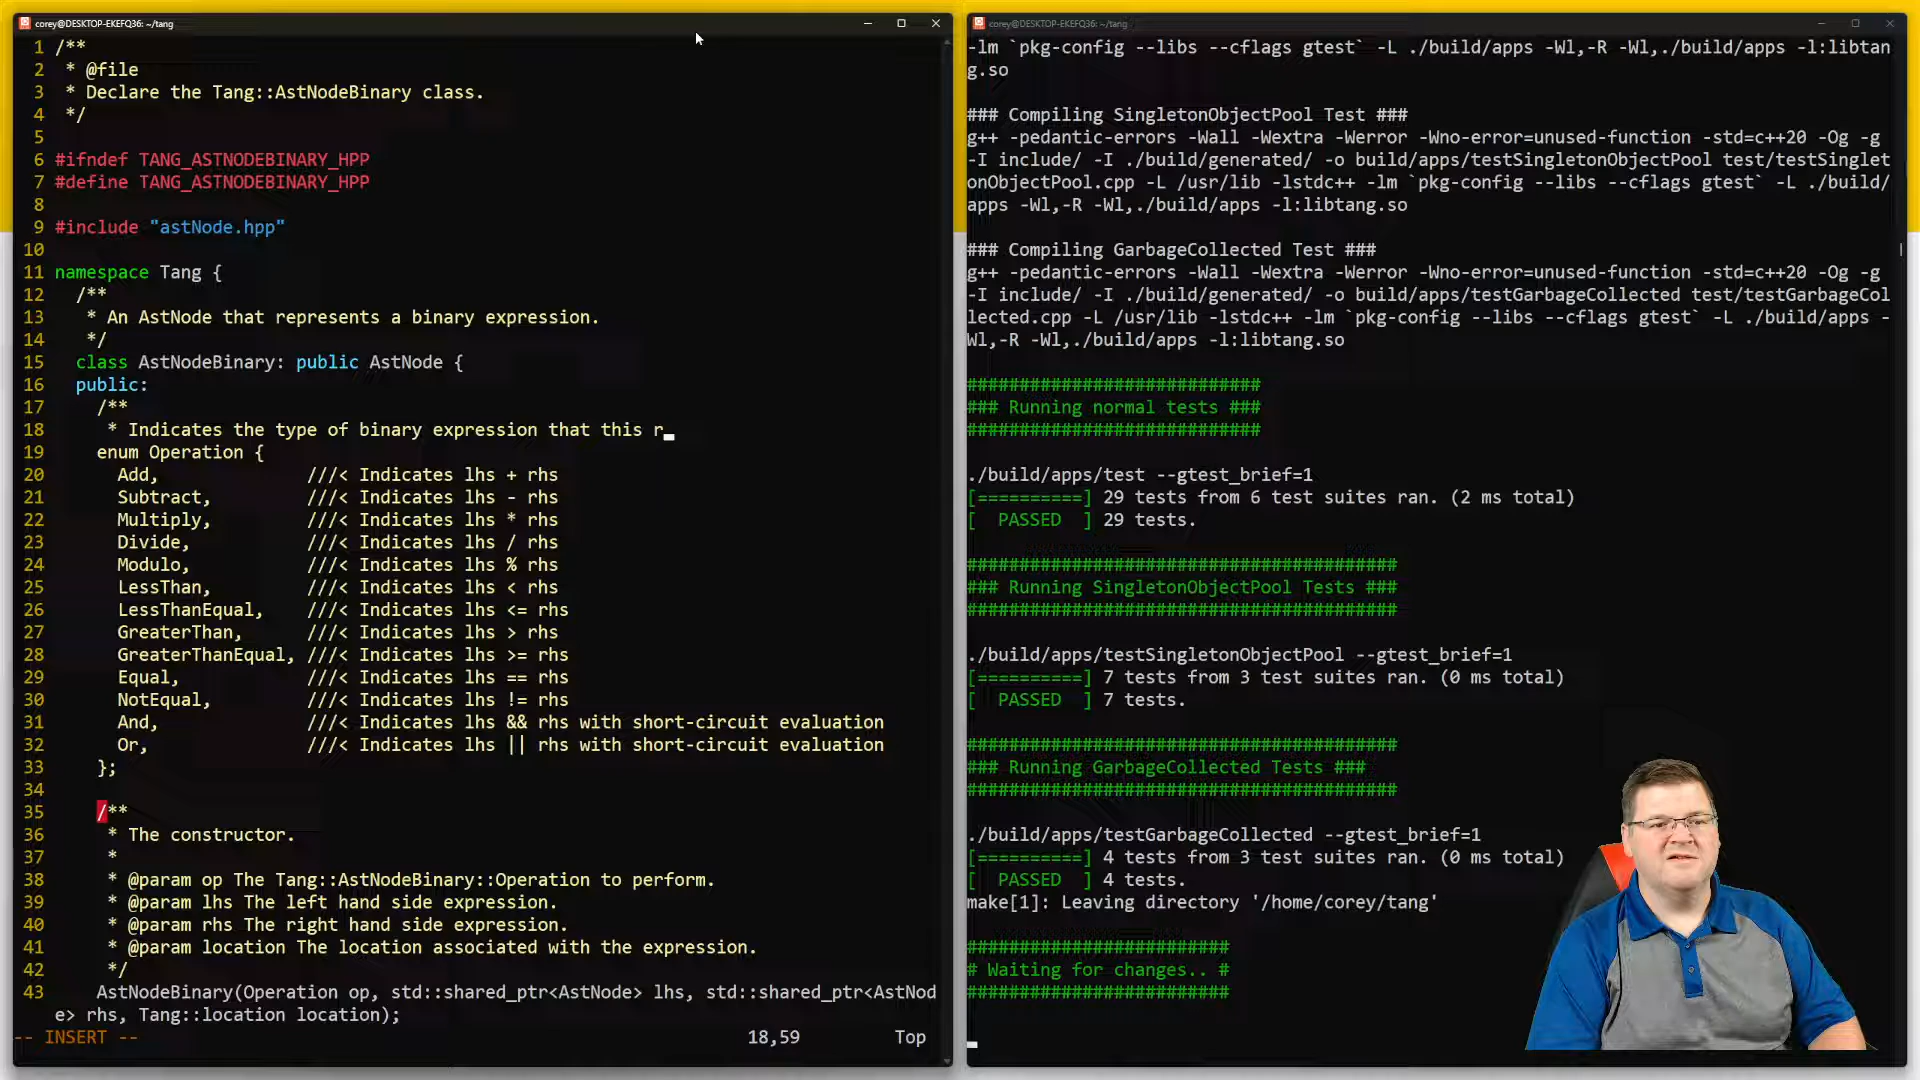 corey@DESKTOP-EKEFQ36: ~/tang
1 /**
2  * @file
3  * Declare the Tang::AstNodeBinary class.
4  */
5
6 #ifndef TANG_ASTNODEBINARY_HPP
7 #define TANG_ASTNODEBINARY_HPP
8
9 #include "astNode.hpp"
10
11 namespace Tang {
12   /**
13    * An AstNode that represents a binary expression.
14    */
15   class AstNodeBinary: public AstNode {
16   public:
17     /**
18      * Indicates the type of binary expression that this r
19     enum Operation {
20       Add,              ///< Indicates lhs + rhs
21       Subtract,         ///< Indicates lhs - rhs
22       Multiply,         ///< Indicates lhs * rhs
23       Divide,           ///< Indicates lhs / rhs
24       Modulo,           ///< Indicates lhs % rhs
25       LessThan,         ///< Indicates lhs < rhs
26       LessThanEqual,    ///< Indicates lhs <= rhs
27       GreaterThan,      ///< Indicates lhs > rhs
28       GreaterThanEqual, ///< Indicates lhs >= rhs
29       Equal,            ///< Indicates lhs == rhs
30       NotEqual,         ///< Indicates lhs != rhs
31       And,              ///< Indicates lhs && rhs with short-circuit evaluation
32       Or,               ///< Indicates lhs || rhs with short-circuit evaluation
33     };
34
35     /**
36      * The constructor.
37      *
38      * @param op The Tang::AstNodeBinary::Operation to perform.
39      * @param lhs The left hand side expression.
40      * @param rhs The right hand side expression.
41      * @param location The location associated with the expression.
42      */
43     AstNodeBinary(Operation op, std::shared_ptr<AstNode> lhs, std::shared_ptr<AstNod
e> rhs, Tang::location location);
-- INSERT --    18,59    Top
corey@DESKTOP-EKEFQ36: ~/tang
-lm `pkg-config --libs --cflags gtest` -L ./build/apps -Wl,-R -Wl,./build/apps -l:libtan
g.so
### Compiling SingletonObjectPool Test ###
g++ -pedantic-errors -Wall -Wextra -Werror -Wno-error=unused-function -std=c++20 -Og -g
-I include/ -I ./build/generated/ -o build/apps/testSingletonObjectPool test/testSinglet
onObjectPool.cpp -L /usr/lib -lstdc++ -lm `pkg-config --libs --cflags gtest` -L ./build/
apps -Wl,-R -Wl,./build/apps -l:libtang.so
### Compiling GarbageCollected Test ###
g++ -pedantic-errors -Wall -Wextra -Werror -Wno-error=unused-function -std=c++20 -Og -g
-I include/ -I ./build/generated/ -o build/apps/testGarbageCollected test/testGarbageCol
lected.cpp -L /usr/lib -lstdc++ -lm `pkg-config --libs --cflags gtest` -L ./build/apps -
Wl,-R -Wl,./build/apps -l:libtang.so
############################
### Running normal tests ###
############################
./build/apps/test --gtest_brief=1
[==========] 29 tests from 6 test suites ran. (2 ms total)
[  PASSED  ] 29 tests.
#########################################
### Running SingletonObjectPool Tests ###
#########################################
./build/apps/testSingletonObjectPool --gtest_brief=1
[==========] 7 tests from 3 test suites ran. (0 ms total)
[  PASSED  ] 7 tests.
#########################################
### Running GarbageCollected Tests ###
#########################################
./build/apps/testGarbageCollected --gtest_brief=1
[==========] 4 tests from 3 test suites ran. (0 ms total)
[  PASSED  ] 4 tests.
make[1]: Leaving directory '/home/corey/tang'
#########################
# Waiting for changes.. #
#########################